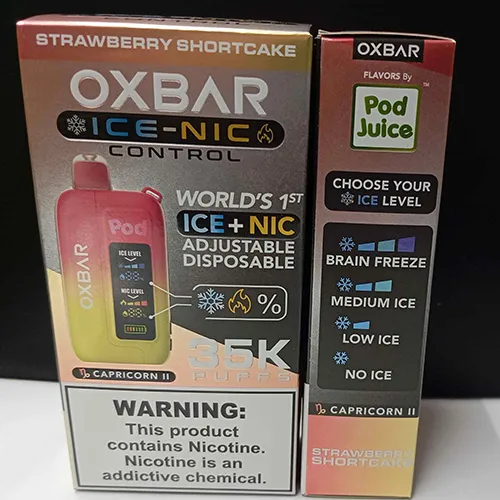 STRAWBERRY SHORTCAKE
OXBAR
ICE-NIC
CONTROL
WORLD'S 1ST
ICE + NIC
ADJUSTABLE
DISPOSABLE
Pod
ICE LEVEL
NIC LEVEL
OXBAR
%
35K
PUFFS
CAPRICORN II
WARNING:
This product
contains Nicotine.
Nicotine is an
addictive chemical.
OXBAR
FLAVORS By
Pod
Juice
TM
CHOOSE YOUR
ICE LEVEL
BRAIN FREEZE
MEDIUM ICE
LOW ICE
NO ICE
CAPRICORN II
STRAWBERRY
SHORTCAKE